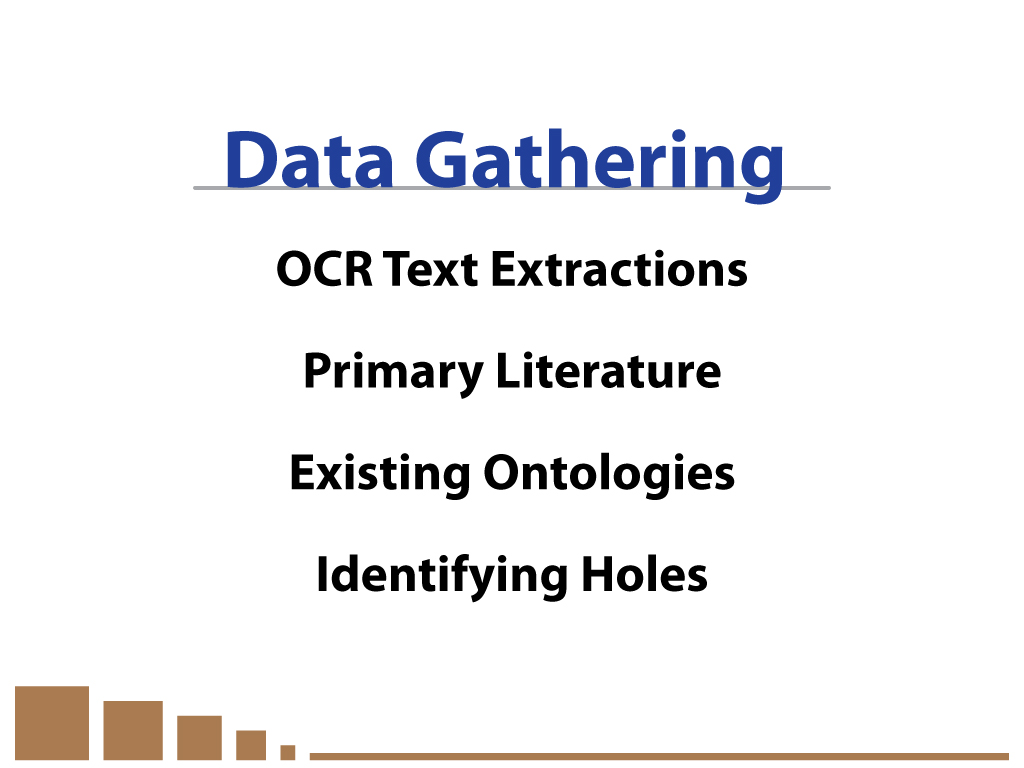 Data Gathering
OCR Text Extractions
Primary Literature
Existing Ontologies
Identifying Holes